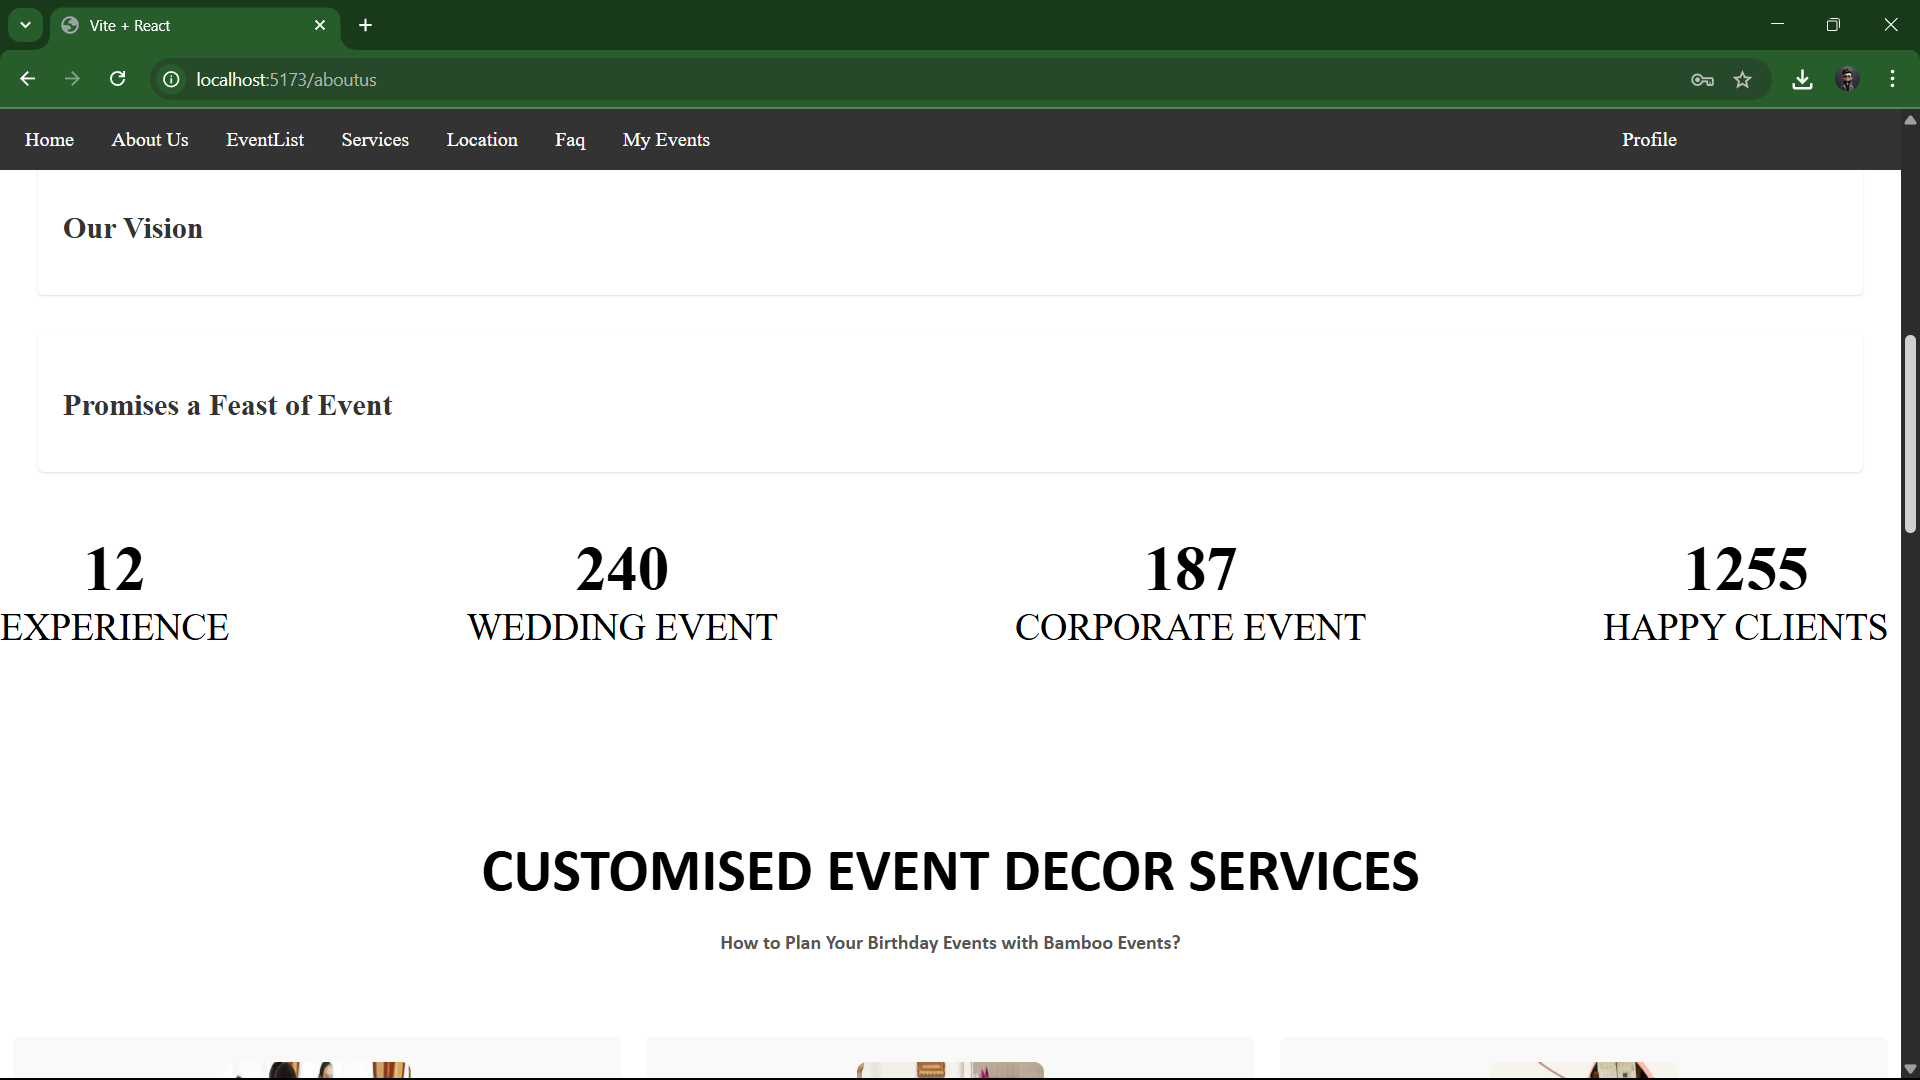 Vite + React
localhost:5173/aboutus
Home About Us EventList Services Location Faq My Events Profile
Our Vision
Promises a Feast of Event
12 240 187 1255
EXPERIENCE WEDDING EVENT CORPORATE EVENT HAPPY CLIENTS
CUSTOMISED EVENT DECOR SERVICES
How to Plan Your Birthday Events with Bamboo Events?